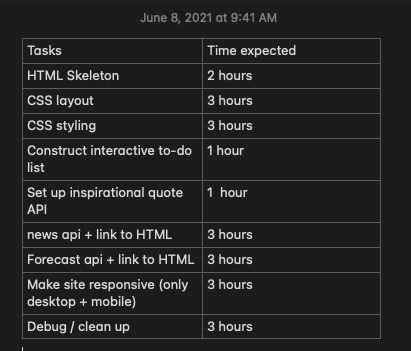 June 8, 2021 at 9:41 AM
Tasks Time expected
HTML Skeleton 2 hours
CSS layout 3 hours
CSS styling 3 hours
Construct interactive to-do 1 hour
list
Set up inspirational quote 1  hour
API
news api + link to HTML 3 hours
Forecast api + link to HTML 3 hours
Make site responsive (only 3 hours
desktop + mobile)
Debug / clean up 3 hours